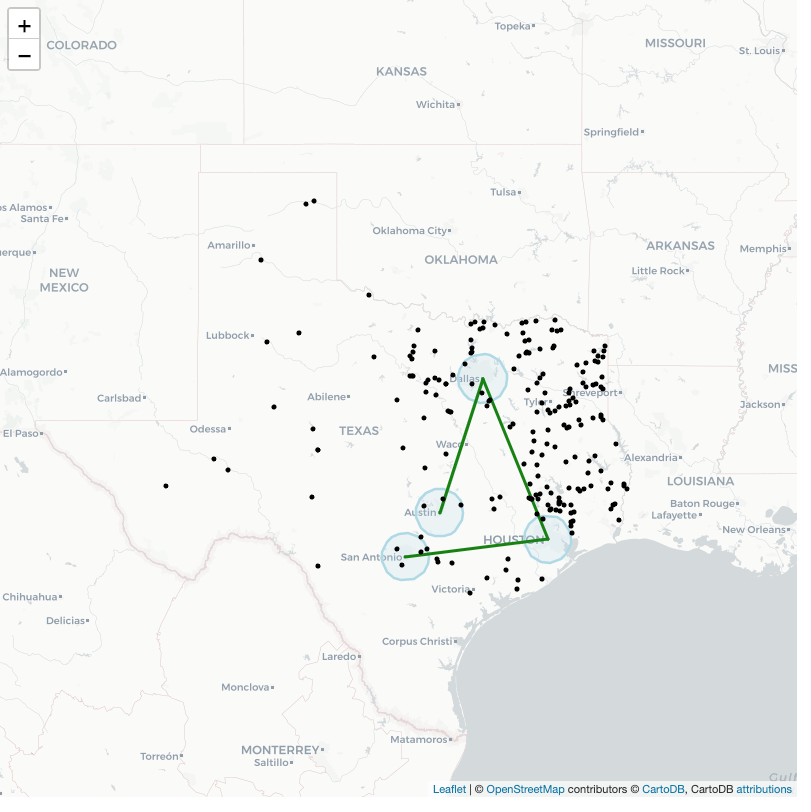 +
−
COLORADO
Topeka
MISSOURI
St. Louis
KANSAS
Wichita
Springfield
os Alamos
Santa Fe
Tulsa
Oklahoma City
Amarillo
ARKANSAS
Memphis
uerque
OKLAHOMA
Little Rock
NEW
MEXICO
Lubbock
Alamogordo
MISS
Dallas
Shreveport
Carlsbad
Abilene
Tyler
Jackson
El Paso
Odessa
TEXAS
Waco
Alexandria
LOUISIANA
Baton Rouge
Austin
Lafayette
New Orleans
HOUSTON
San Antonio
Victoria
Chihuahua
Delicias
Corpus Christi
Laredo
Monclova
MONTERREY
Matamoros
Torreón
Saltillo
Gulf
Leaflet | © OpenStreetMap contributors © CartoDB, CartoDB attributions